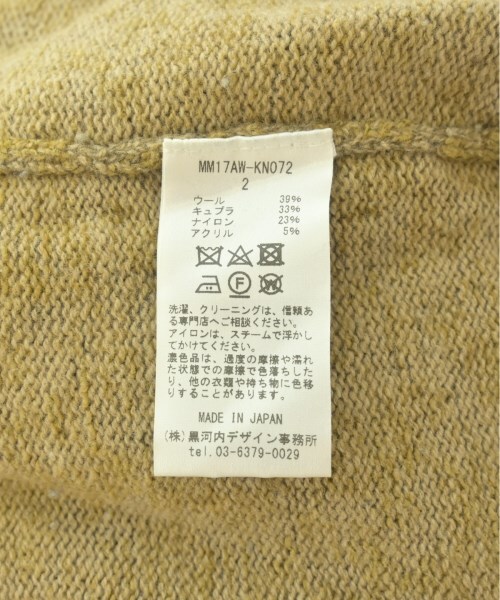 MM17AW-KN072
2
ウール 39%
キュプラ 33%
ナイロン 23%
アクリル 5%
F W
洗濯、クリーニングは、信頼あ
る専門店へご相談ください。
アイロンは、スチームで浮かし
てかけてください。
濃色品は、過度の摩擦や濡れ
た状態での摩擦で色落ちした
り、他の衣類や持ち物に色移
りすることがあります。
MADE IN JAPAN
(株)黒河内デザイン事務所
tel.03-6379-0029